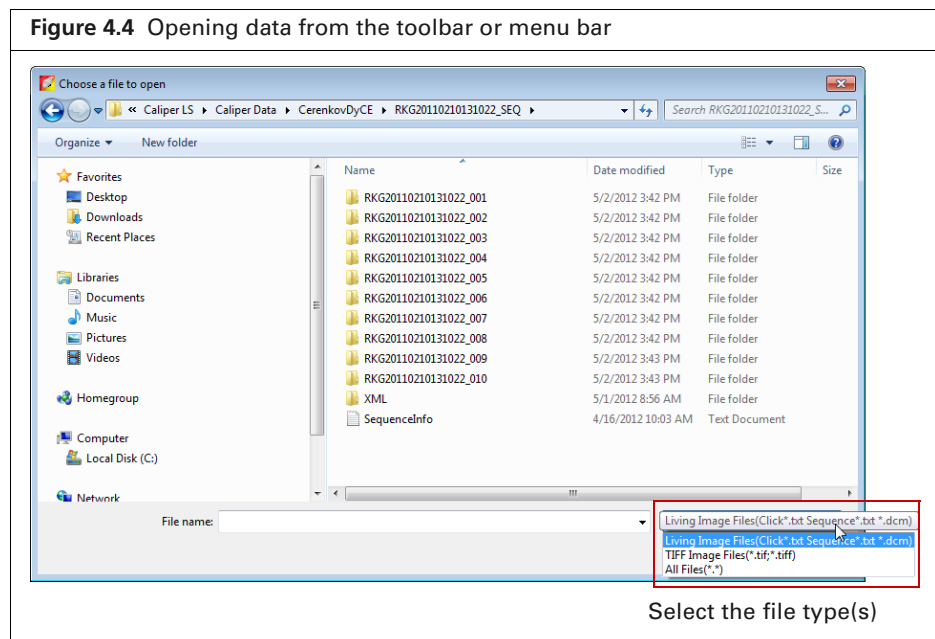 Figure 4.4 Opening data from the toolbar or menu bar
Choose a file to open
« Caliper LS ▸ Caliper Data ▸ CerenkovDyCE ▸ RKG20110210131022_SEQ ▸
Search RKG20110210131022_S...
Organize ▾ New folder
Favorites
Desktop
Downloads
Recent Places
Libraries
Documents
Music
Pictures
Videos
Homegroup
Computer
Local Disk (C:)
Network
Name Date modified Type Size
RKG20110210131022_001 5/2/2012 3:42 PM File folder
RKG20110210131022_002 5/2/2012 3:42 PM File folder
RKG20110210131022_003 5/2/2012 3:42 PM File folder
RKG20110210131022_004 5/2/2012 3:42 PM File folder
RKG20110210131022_005 5/2/2012 3:42 PM File folder
RKG20110210131022_006 5/2/2012 3:42 PM File folder
RKG20110210131022_007 5/2/2012 3:42 PM File folder
RKG20110210131022_008 5/2/2012 3:42 PM File folder
RKG20110210131022_009 5/2/2012 3:43 PM File folder
RKG20110210131022_010 5/2/2012 3:43 PM File folder
XML 5/1/2012 8:56 AM File folder
SequenceInfo 4/16/2012 10:03 AM Text Document
File name:
Living Image Files(Click*.txt Sequence*.txt *.dcm)
Living Image Files(Click*.txt Sequence*.txt *.dcm)
TIFF Image Files(*.tif;*.tiff)
All Files(*.*)
Select the file type(s)